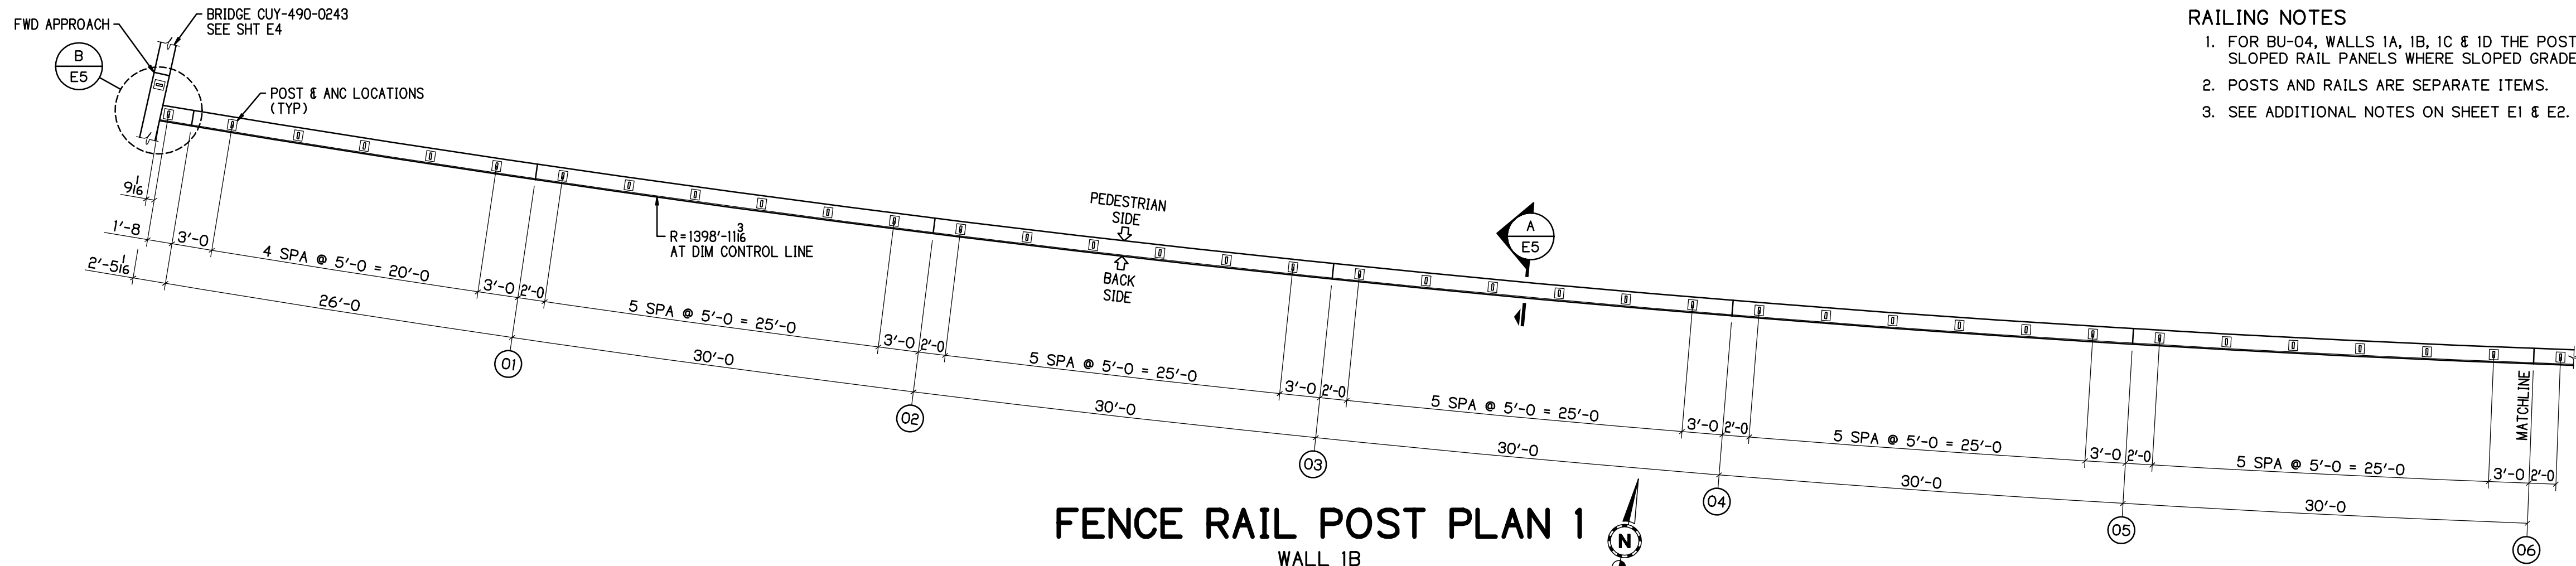 BRIDGE CUY-490-0243
SEE SHT E4
FWD APPROACH
B
E5
POST & ANC LOCATIONS
(TYP)
RAILING NOTES
1. FOR BU-04, WALLS 1A, 1B, 1C & 1D THE POST
SLOPED RAIL PANELS WHERE SLOPED GRADE
2. POSTS AND RAILS ARE SEPARATE ITEMS.
3. SEE ADDITIONAL NOTES ON SHEET E1 & E2.
PEDESTRIAN
SIDE
BACK
SIDE
A
E5
R=1398'-11 3/16
AT DIM CONTROL LINE
9 1/16
1'-8
3'-0
4 SPA @ 5'-0 = 20'-0
3'-0
2'-0
5 SPA @ 5'-0 = 25'-0
3'-0
2'-0
5 SPA @ 5'-0 = 25'-0
3'-0
2'-0
5 SPA @ 5'-0 = 25'-0
3'-0
2'-0
5 SPA @ 5'-0 = 25'-0
3'-0
2'-0
5 SPA @ 5'-0 = 25'-0
3'-0
2'-0
MATCHLINE
2'-5 1/16
26'-0
30'-0
30'-0
30'-0
30'-0
30'-0
01
02
03
04
05
06
FENCE RAIL POST PLAN 1
WALL 1B
N